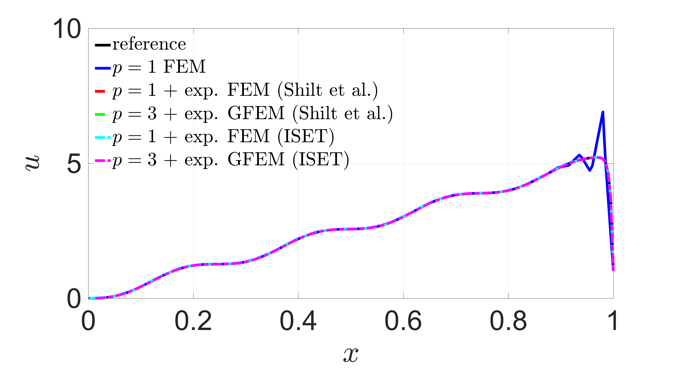 10
reference
p = 1 FEM
p = 1 + exp. FEM (Shilt et al.)
p = 3 + exp. GFEM (Shilt et al.)
p = 1 + exp. FEM (ISET)
p = 3 + exp. GFEM (ISET)
u
5
0
0 0.2 0.4 0.6 0.8 1
x